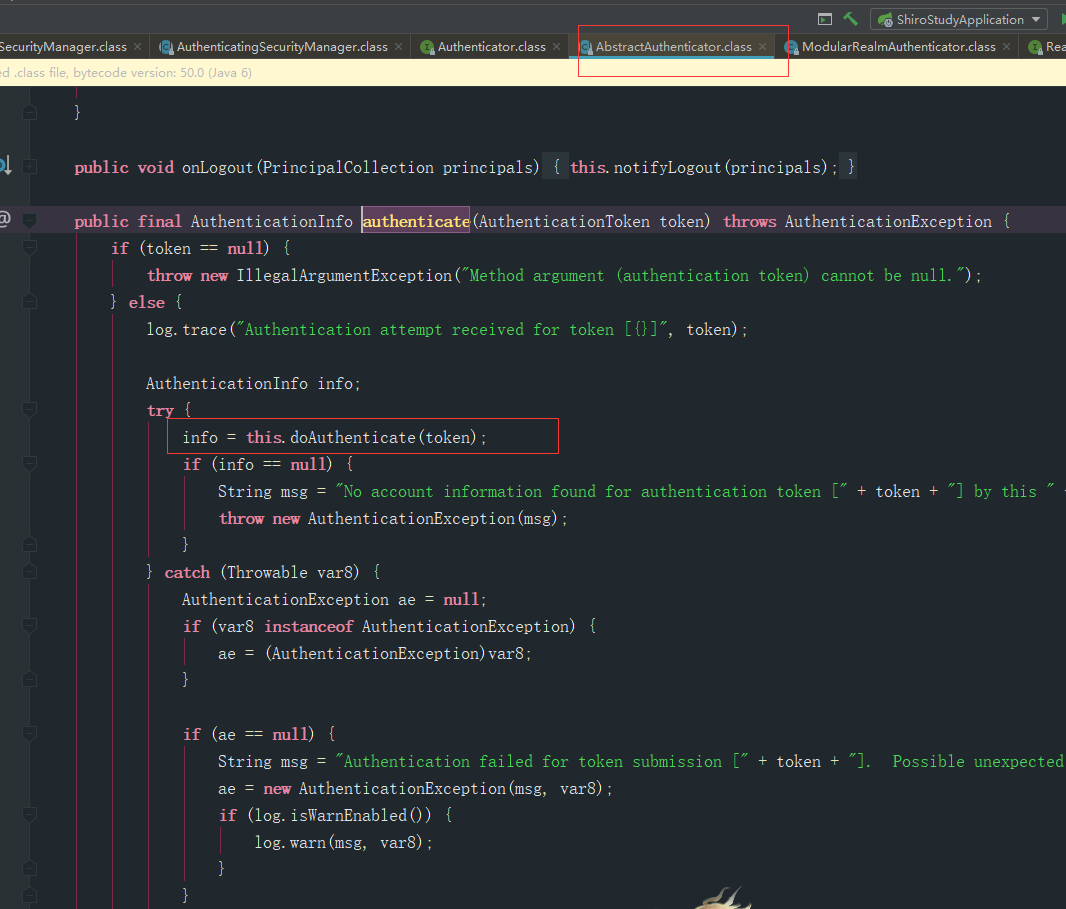 ShiroStudyApplication
SecurityManager.class × AuthenticatingSecurityManager.class × Authenticator.class × AbstractAuthenticator.class × ModularRealmAuthenticator.class × Rea
ed .class file, bytecode version: 50.0 (Java 6)
}
public void onLogout(PrincipalCollection principals) { this.notifyLogout(principals); }
public final AuthenticationInfo authenticate(AuthenticationToken token) throws AuthenticationException {
if (token == null) {
throw new IllegalArgumentException("Method argument (authentication token) cannot be null.");
} else {
log.trace("Authentication attempt received for token [{}]", token);
AuthenticationInfo info;
try {
info = this.doAuthenticate(token);
if (info == null) {
String msg = "No account information found for authentication token [" + token + "] by this " +
throw new AuthenticationException(msg);
}
} catch (Throwable var8) {
AuthenticationException ae = null;
if (var8 instanceof AuthenticationException) {
ae = (AuthenticationException)var8;
}
if (ae == null) {
String msg = "Authentication failed for token submission [" + token + "].  Possible unexpected
ae = new AuthenticationException(msg, var8);
if (log.isWarnEnabled()) {
log.warn(msg, var8);
}
}